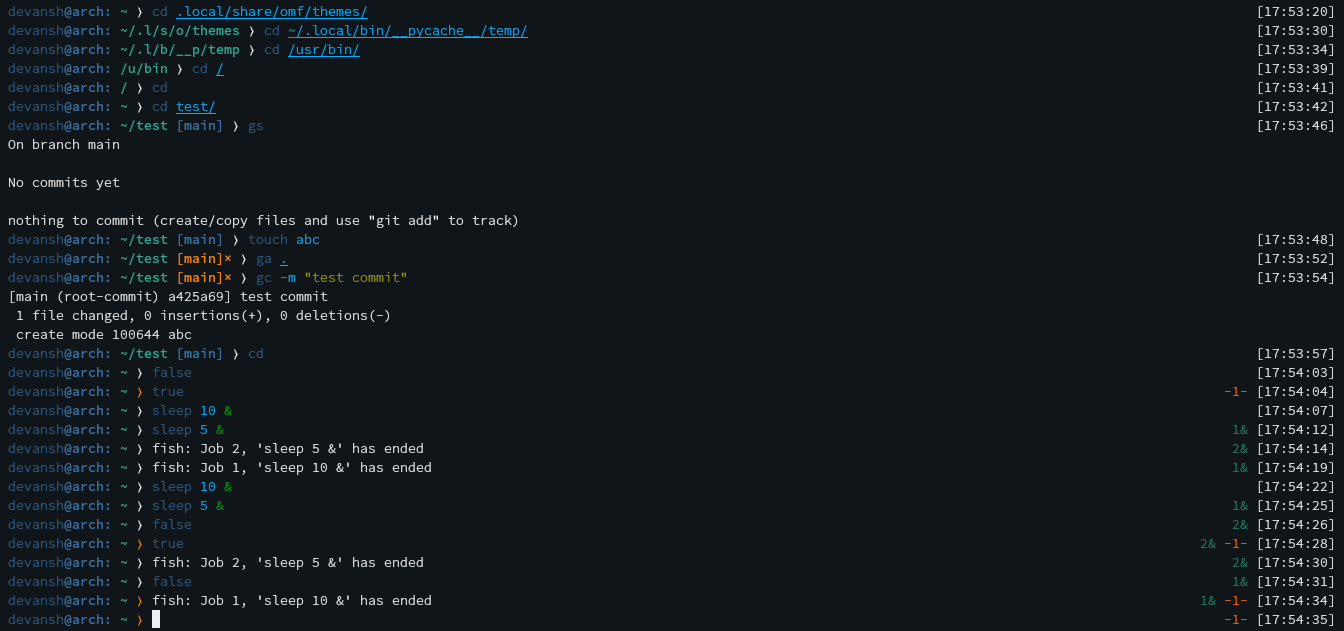 devansh@arch: ~ ❯ cd .local/share/omf/themes/ [17:53:20]
~/.l/s/o/themes ❯ cd ~/.local/bin/__pycache__/temp/ [17:53:30]
devansh@arch: ~/.l/b/__p/temp ❯ cd /usr/bin/ [17:53:34]
devansh@arch: /u/bin ❯ cd / [17:53:39]
devansh@arch: / ❯ cd [17:53:41]
devansh@arch: ~ ❯ cd test/ [17:53:42]
devansh@arch: ~/test [main] ❯ gs [17:53:46]
On branch main
No commits yet
nothing to commit (create/copy files and use "git add" to track)
devansh@arch: ~/test [main] ❯ touch abc [17:53:48]
devansh@arch: ~/test [main]× ❯ ga . [17:53:52]
devansh@arch: ~/test [main]× ❯ gc -m "test commit" [17:53:54]
[main (root-commit) a425a69] test commit
 1 file changed, 0 insertions(+), 0 deletions(-)
 create mode 100644 abc
devansh@arch: ~/test [main] ❯ cd [17:53:57]
devansh@arch: ~ ❯ false [17:54:03]
devansh@arch: ~ ❯ true -1- [17:54:04]
devansh@arch: ~ ❯ sleep 10 & [17:54:07]
devansh@arch: ~ ❯ sleep 5 & 1& [17:54:12]
devansh@arch: ~ ❯ fish: Job 2, 'sleep 5 &' has ended 2& [17:54:14]
devansh@arch: ~ ❯ fish: Job 1, 'sleep 10 &' has ended 1& [17:54:19]
devansh@arch: ~ ❯ sleep 10 & [17:54:22]
devansh@arch: ~ ❯ sleep 5 & 1& [17:54:25]
devansh@arch: ~ ❯ false 2& [17:54:26]
devansh@arch: ~ ❯ true 2& -1- [17:54:28]
devansh@arch: ~ ❯ fish: Job 2, 'sleep 5 &' has ended 2& [17:54:30]
devansh@arch: ~ ❯ false 1& [17:54:31]
devansh@arch: ~ ❯ fish: Job 1, 'sleep 10 &' has ended 1& -1- [17:54:34]
devansh@arch: ~ ❯ -1- [17:54:35]